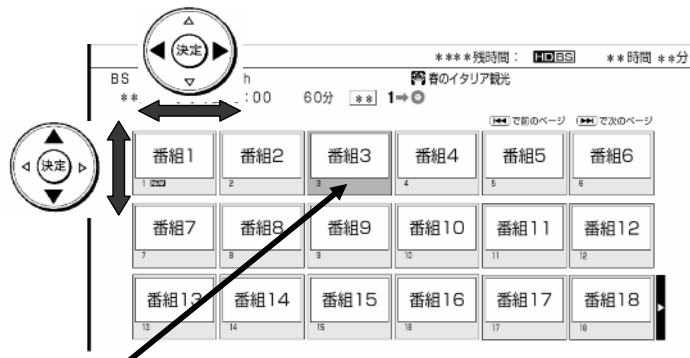 決定
****残間: HD BS **時間 **分
BS h 春のイタリア観光
** :00 60分 ** 1⇒
⏮で前のページ ⏭で次のページ
決定
番組1 番組2 番組3 番組4 番組5 番組6
1 NEW 2 3 4 5 6
番組7 番組8 番組9 番組10 番組11 番組12
7 8 9 10 11 12
番組13 番組14 番組15 番組16 番組17 番組18
13 14 15 16 17 18